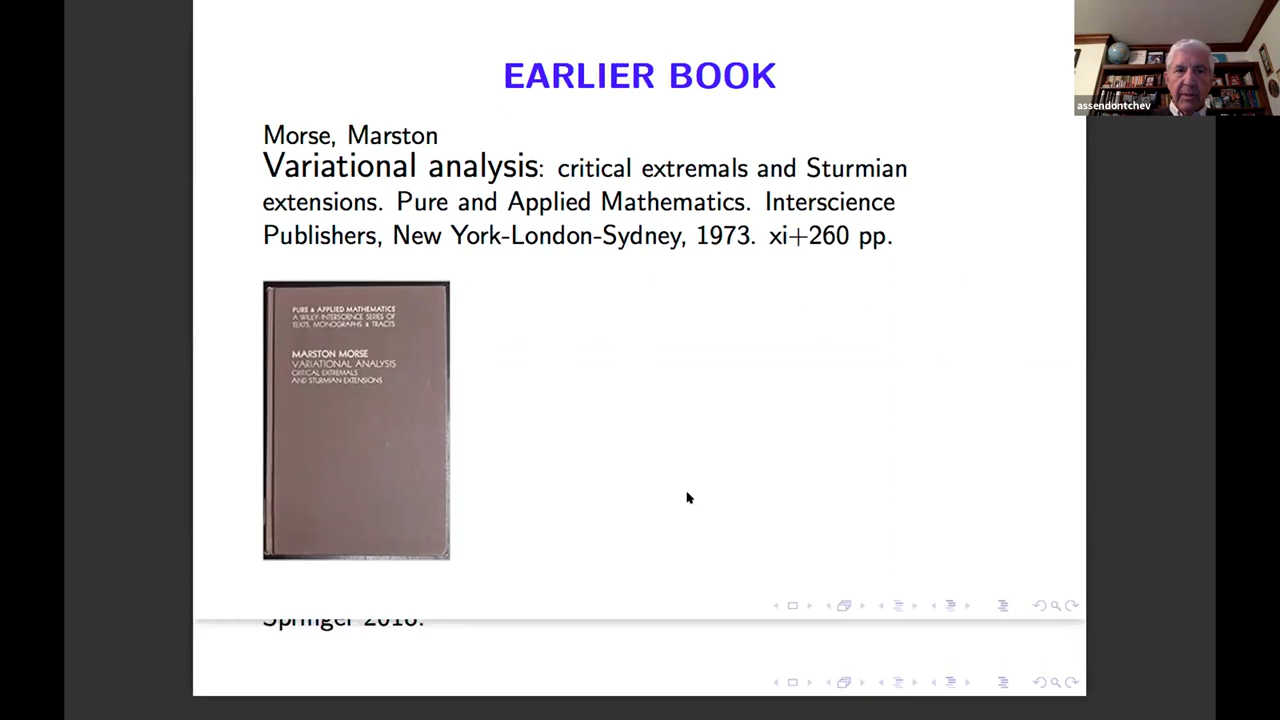 EARLIER BOOK
assendontchev
Morse, Marston
Variational analysis: critical extremals and Sturmian
extensions. Pure and Applied Mathematics. Interscience
Publishers, New York-London-Sydney, 1973. xi+260 pp.
PURE & APPLIED MATHEMATICS
A WILEY-INTERSCIENCE SERIES OF
TEXTS, MONOGRAPHS & TRACTS
MARSTON MORSE
VARIATIONAL ANALYSIS
CRITICAL EXTREMALS
AND STURMIAN EXTENSIONS
Springer 2018.